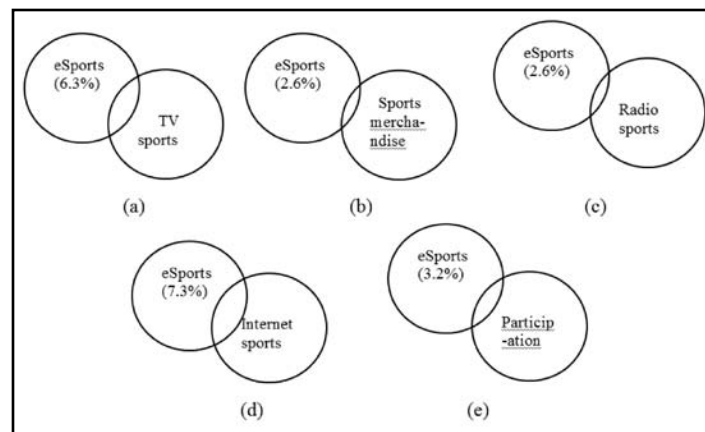 eSports
(6.3%)
TV
sports
(a)
eSports
(2.6%)
Sports
mercha-
ndise
(b)
eSports
(2.6%)
Radio
sports
(c)
eSports
(7.3%)
Internet
sports
(d)
eSports
(3.2%)
Particip
-ation
(e)